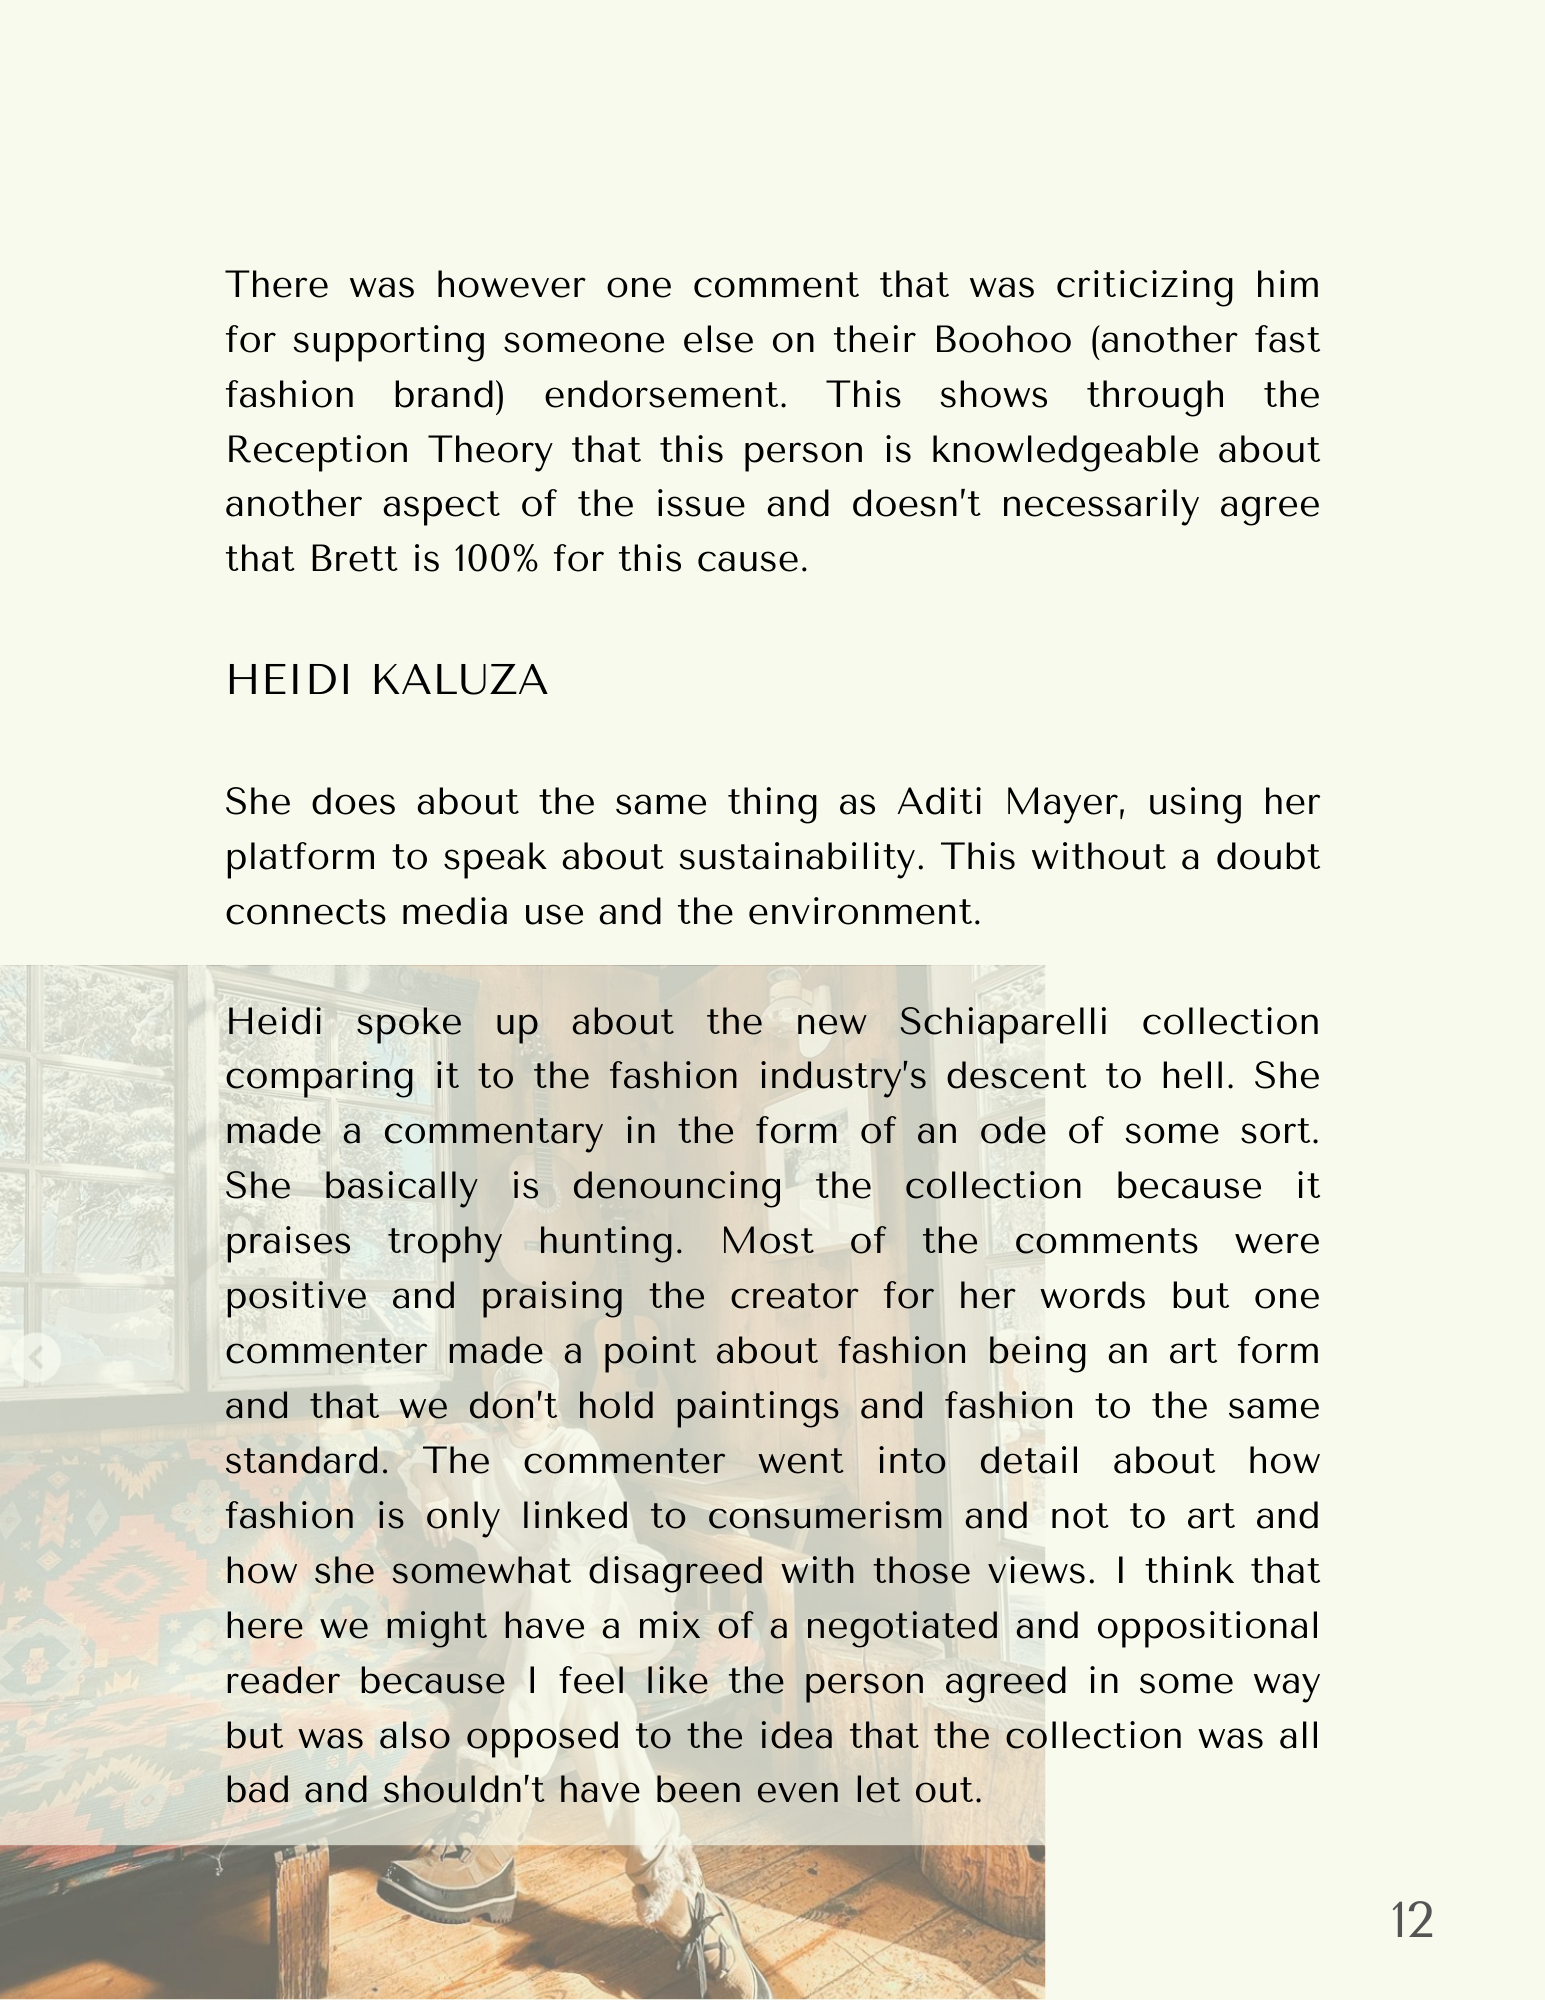 There was however one comment that was criticizing him
for supporting someone else on their Boohoo (another fast
fashion brand) endorsement. This shows through the
Reception Theory that this person is knowledgeable about
another aspect of the issue and doesn't necessarily agree
that Brett is 100% for this cause.
HEIDI KALUZA
She does about the same thing as Aditi Mayer, using her
platform to speak about sustainability. This without a doubt
connects media use and the environment.
Heidi spoke up about the new Schiaparelli collection
comparing it to the fashion industry's descent to hell. She
made a commentary in the form of an ode of some sort.
She basically is denouncing the collection because it
praises trophy hunting. Most of the comments were
positive and praising the creator for her words but one
commenter made a point about fashion being an art form
and that we don't hold paintings and fashion to the same
standard. The commenter went into detail about how
fashion is only linked to consumerism and not to art and
how she somewhat disagreed with those views. I think that
here we might have a mix of a negotiated and oppositional
reader because I feel like the person agreed in some way
but was also opposed to the idea that the collection was all
bad and shouldn't have been even let out.
12